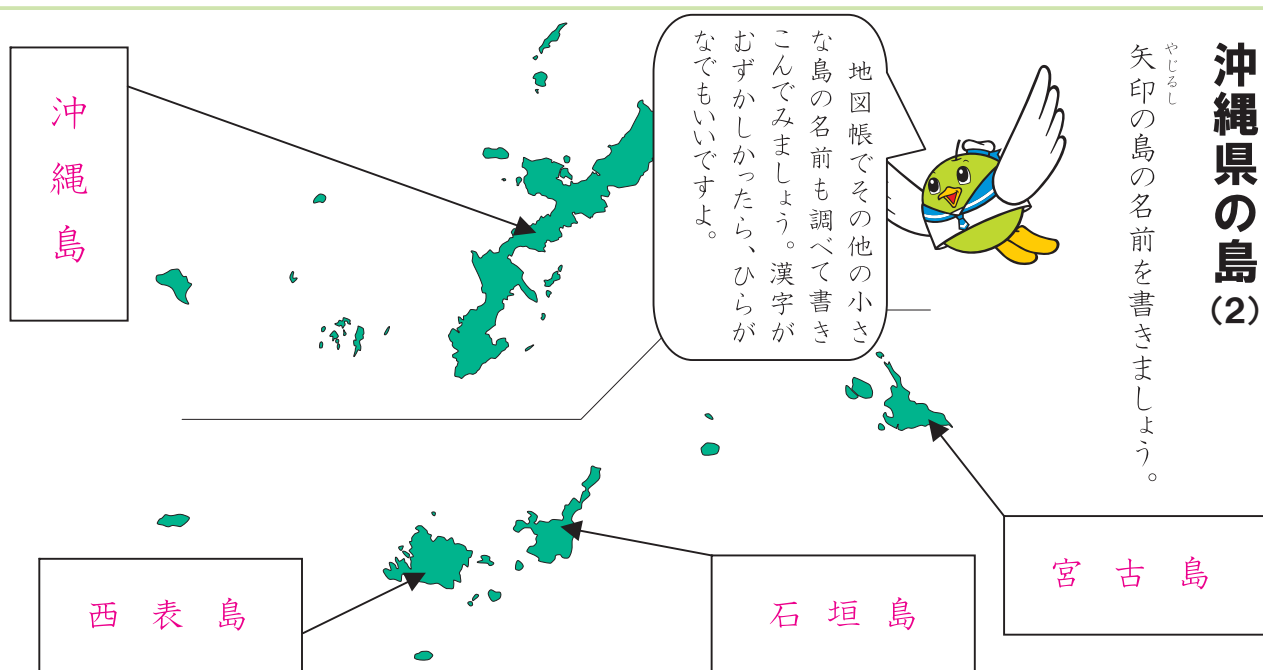 沖縄県の島(2)
やじるし
矢印の島の名前を書きましょう。
地図帳でその他の小さ
な島の名前も調べて書き
こんでみましょう。漢字が
むずかしかったら、ひらが
なでもいいですよ。
沖縄島
宮古島
石垣島
西表島